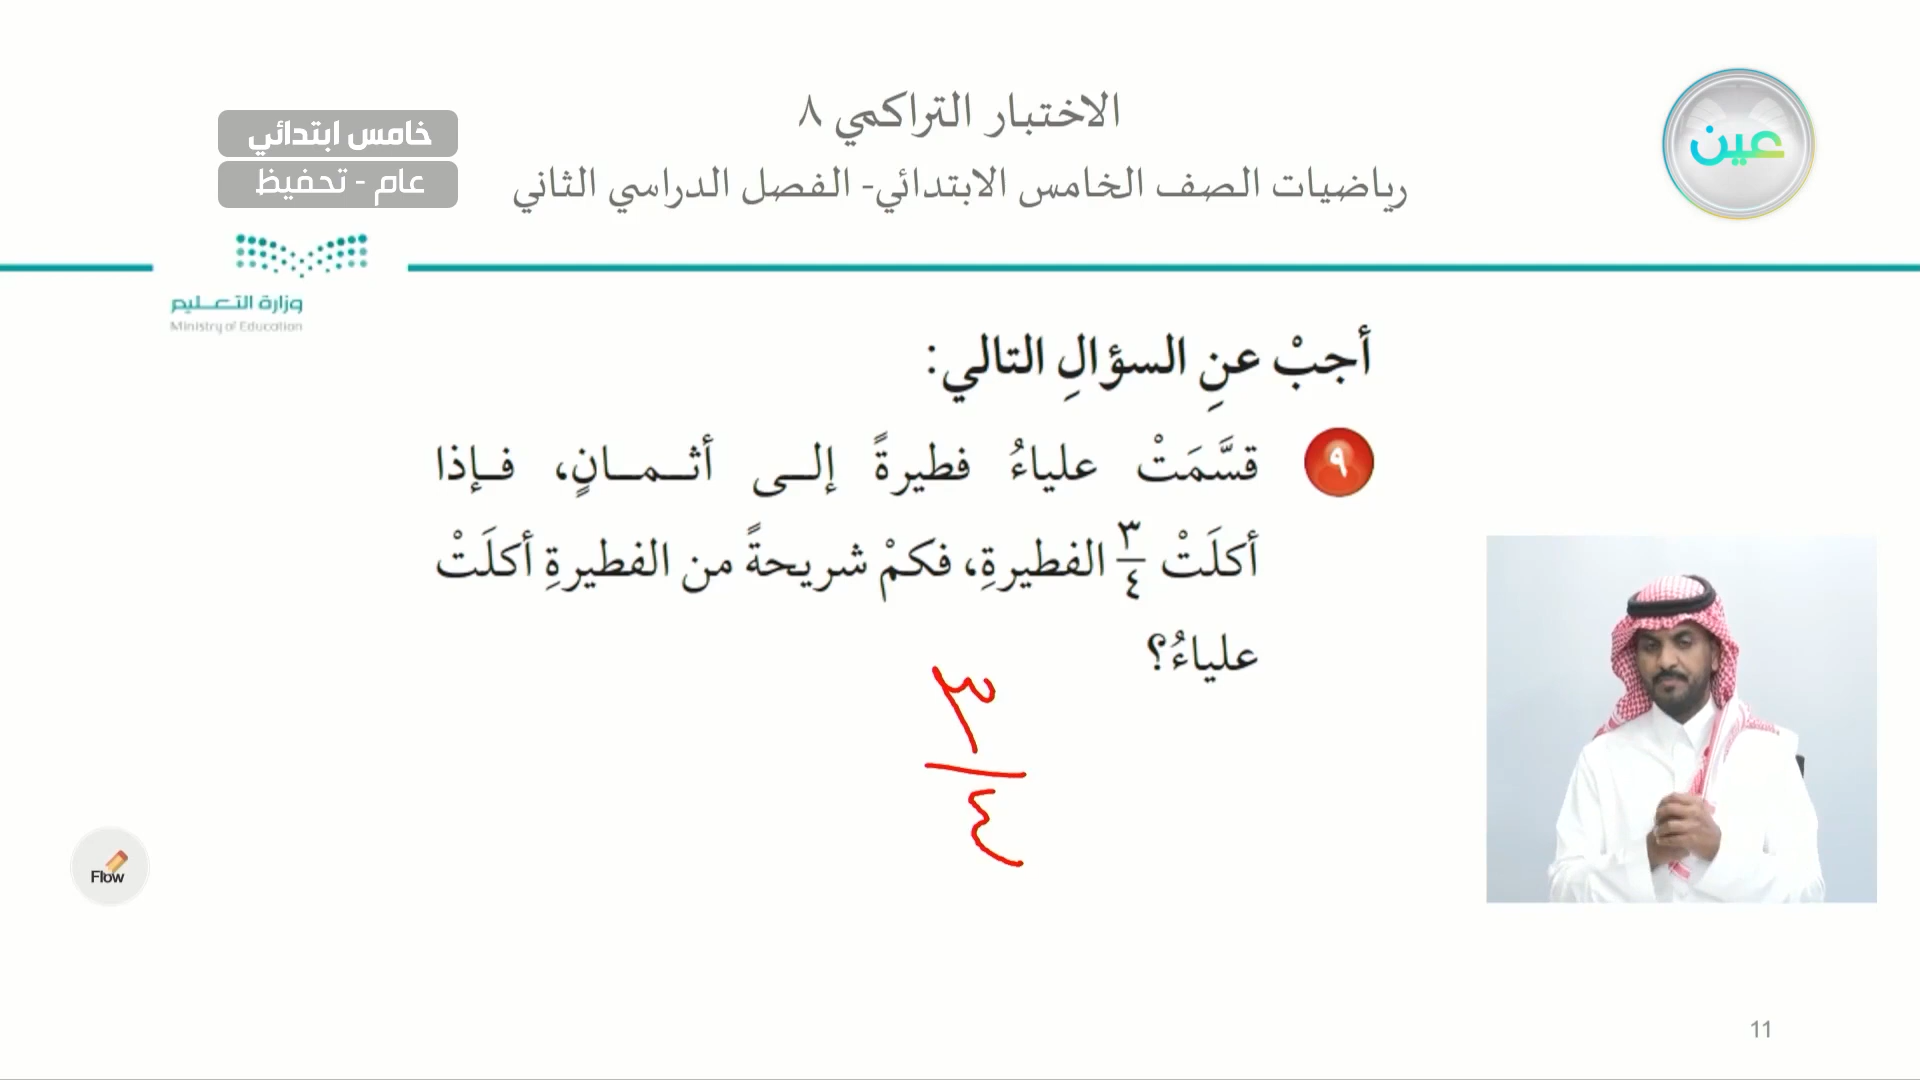 الاختبار التراكمي ٨
رياضيات الصف الخامس الابتدائي- الفصل الدراسي الثاني
عين
خامس ابتدائي
عام - تحفيظ
وزارة التعليم
Ministry of Education
أجبْ عنِ السؤالِ التالي:
٩ قسَّمَتْ علياءُ فطيرةً إلى أثمانٍ، فإذا
أكلَتْ ٣/٤ الفطيرةِ، فكمْ شريحةً من الفطيرةِ أكلَتْ
علياءُ؟
٣/٤
Flow
11